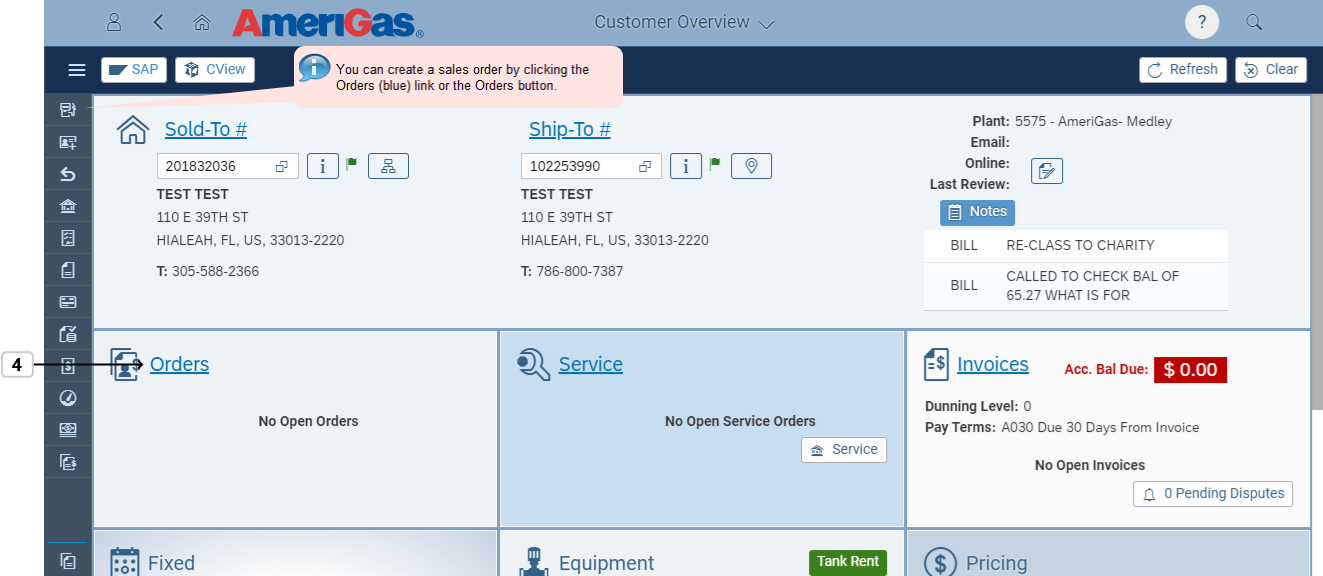 AmeriGas®
Customer Overview
?
SAP
CView
You can create a sales order by clicking the
Orders (blue) link or the Orders button.
Refresh
Clear
Sold-To #
201832036
i
TEST TEST
110 E 39TH ST
HIALEAH, FL, US, 33013-2220
T: 305-588-2366
Ship-To #
102253990
i
TEST TEST
110 E 39TH ST
HIALEAH, FL, US, 33013-2220
T: 786-800-7387
Plant: 5575 - AmeriGas- Medley
Email:
Online:
Last Review:
Notes
BILL RE-CLASS TO CHARITY
BILL CALLED TO CHECK BAL OF
65.27 WHAT IS FOR
4
Orders
No Open Orders
Service
No Open Service Orders
Service
Invoices
Acc. Bal Due: $ 0.00
Dunning Level: 0
Pay Terms: A030 Due 30 Days From Invoice
No Open Invoices
0 Pending Disputes
Fixed
Equipment
Tank Rent
Pricing